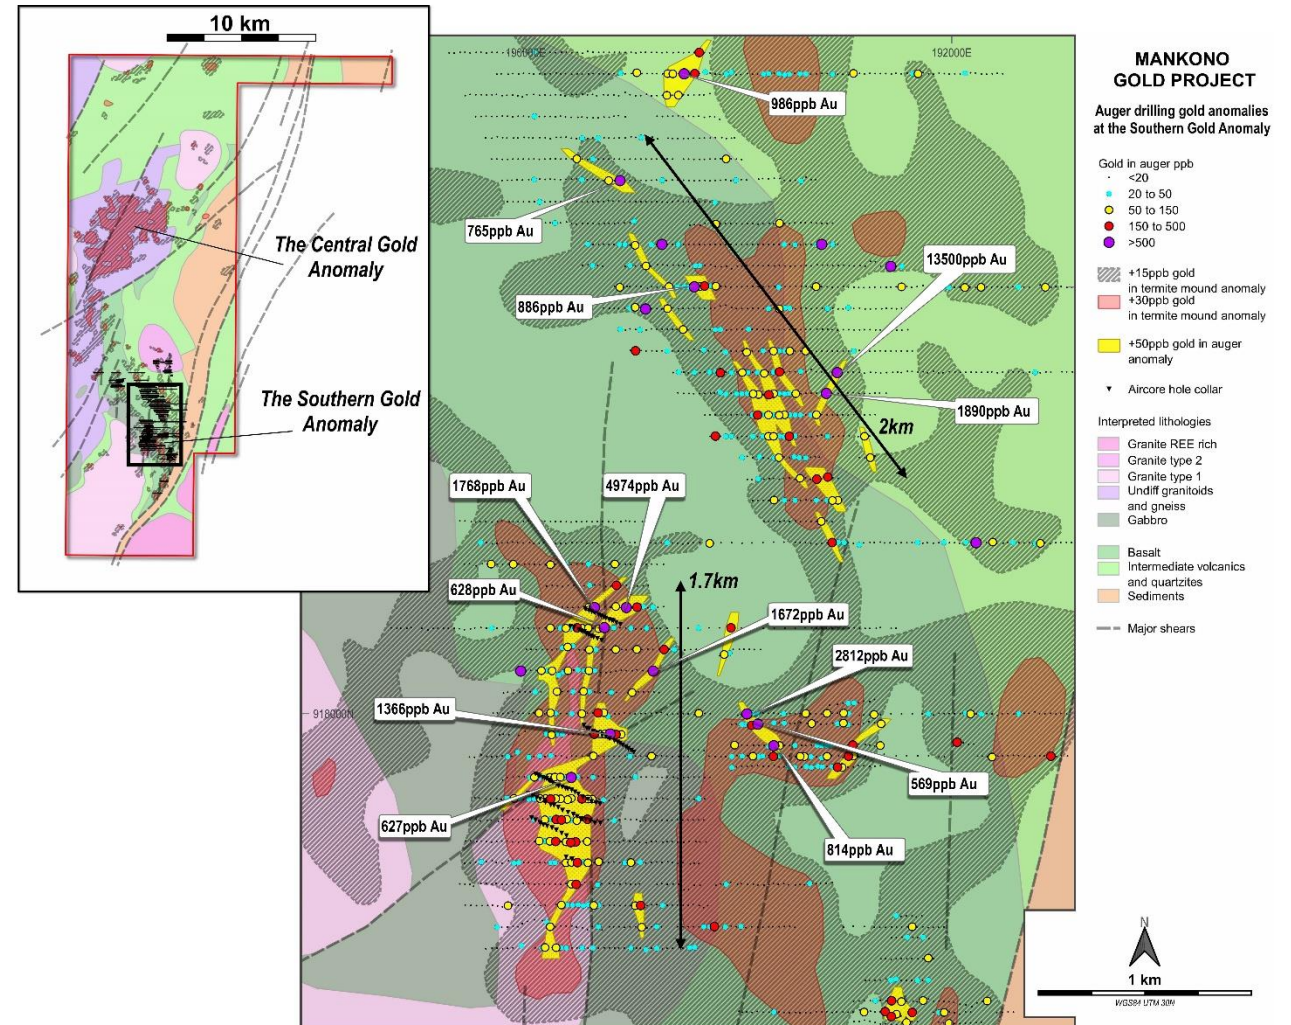 10 km
The Central Gold
Anomaly
The Southern Gold
Anomaly
192000E
918000N
986ppb Au
765ppb Au
13500ppb Au
886ppb Au
1890ppb Au
2km
1768ppb Au
4974ppb Au
1.7km
628ppb Au
1672ppb Au
2812ppb Au
1366ppb Au
569ppb Au
627ppb Au
814ppb Au
MANKONO
GOLD PROJECT
Auger drilling gold anomalies
at the Southern Gold Anomaly
Gold in auger ppb
<20
20 to 50
50 to 150
150 to 500
>500
+15ppb gold
in termite mound anomaly
+30ppb gold
in termite mound anomaly
+50ppb gold in auger
anomaly
Aircore hole collar
Interpreted lithologies
Granite REE rich
Granite type 2
Granite type 1
Undiff granitoids
and gneiss
Gabbro
Basalt
Intermediate volcanics
and quartzites
Sediments
Major shears
N
1 km
WGS84 UTM 30N